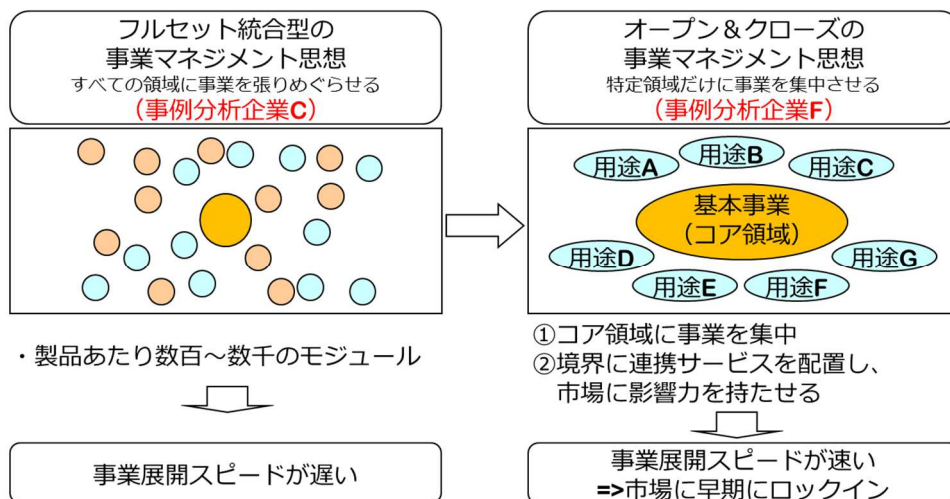 フルセット統合型の
事業マネジメント思想
すべての領域に事業を張りめぐらせる
（事例分析企業C）
・製品あたり数百～数千のモジュール
事業展開スピードが遅い
オープン＆クローズの
事業マネジメント思想
特定領域だけに事業を集中させる
（事例分析企業F）
用途A
用途B
用途C
基本事業
（コア領域）
用途D
用途E
用途F
用途G
①コア領域に事業を集中
②境界に連携サービスを配置し、
市場に影響力を持たせる
事業展開スピードが速い
=>市場に早期にロックイン